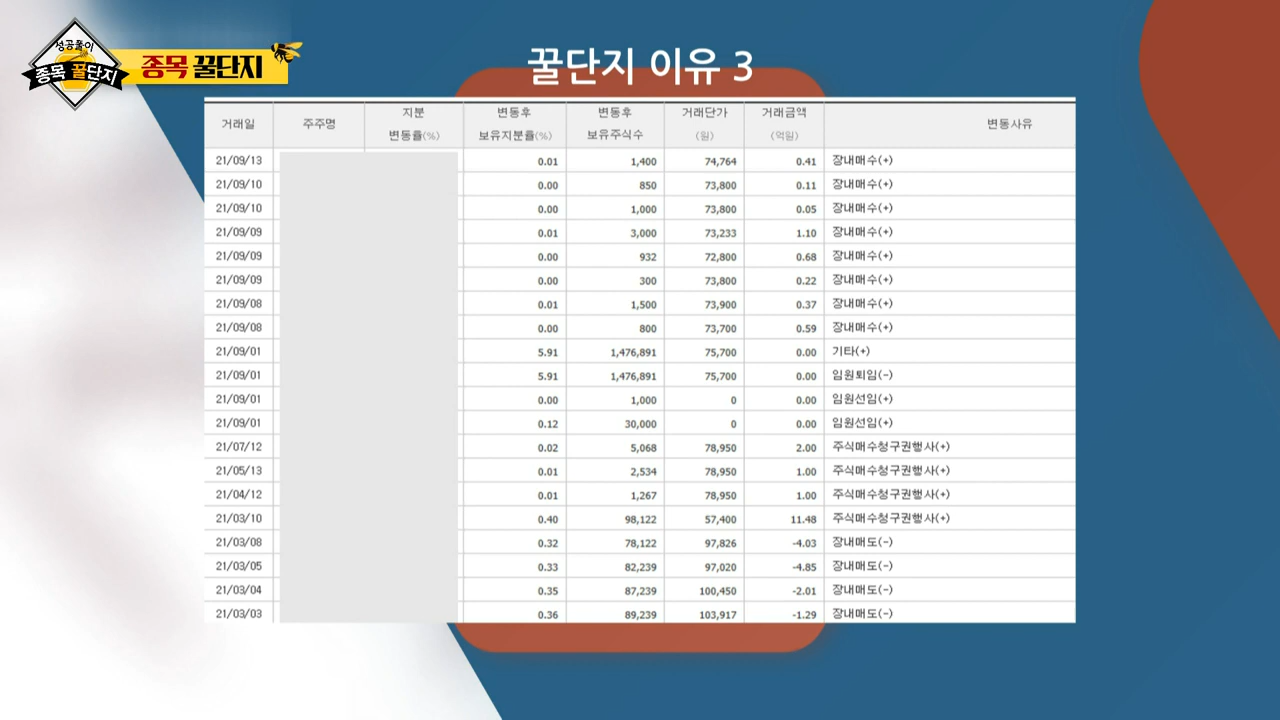 성공풀이
종목 꿀단지
종목 꿀단지
꿀단지 이유 3
거래일 주주명 지분 변동률(%) 변동후 보유지분율(%) 변동후 보유주식수 거래단가 (원) 거래금액 (억원) 변동사유
21/09/13 0.01 1,400 74,764 0.41 장내매수(+)
21/09/10 0.00 850 73,800 0.11 장내매수(+)
21/09/10 0.00 1,000 73,800 0.05 장내매수(+)
21/09/09 0.01 3,000 73,233 1.10 장내매수(+)
21/09/09 0.00 932 72,800 0.68 장내매수(+)
21/09/09 0.00 300 73,800 0.22 장내매수(+)
21/09/08 0.01 1,500 73,900 0.37 장내매수(+)
21/09/08 0.00 800 73,700 0.59 장내매수(+)
21/09/01 5.91 1,476,891 75,700 0.00 기타(+)
21/09/01 5.91 1,476,891 75,700 0.00 임원퇴임(-)
21/09/01 0.00 1,000 0 0.00 임원선임(+)
21/09/01 0.12 30,000 0 0.00 임원선임(+)
21/07/12 0.02 5,068 78,950 2.00 주식매수청구권행사(+)
21/05/13 0.01 2,534 78,950 1.00 주식매수청구권행사(+)
21/04/12 0.01 1,267 78,950 1.00 주식매수청구권행사(+)
21/03/10 0.40 98,122 57,400 11.48 주식매수청구권행사(+)
21/03/08 0.32 78,122 97,826 -4.03 장내매도(-)
21/03/05 0.33 82,239 97,020 -4.85 장내매도(-)
21/03/04 0.35 87,239 100,450 -2.01 장내매도(-)
21/03/03 0.36 89,239 103,917 -1.29 장내매도(-)